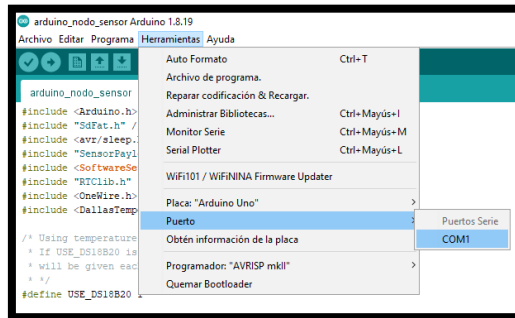 arduino_nodo_sensor Arduino 1.8.19
Archivo Editar Programa Herramientas Ayuda
arduino_nodo_sensor
Auto Formato Ctrl+T
Archivo de programa.
Reparar codificación & Recargar.
Administrar Bibliotecas... Ctrl+Mayús+I
Monitor Serie Ctrl+Mayús+M
Serial Plotter Ctrl+Mayús+L
WiFi101 / WiFiNINA Firmware Updater
Placa: "Arduino Uno"
Puerto
Obtén información de la placa
Programador: "AVRISP mkII"
Quemar Bootloader
Puertos Serie
COM1
#include <Arduino.h>
#include "SdFat.h" /
#include <avr/sleep.
#include "SensorPayl
#include <SoftwareSe
#include "RTClib.h"
#include <OneWire.h>
#include <DallasTemp
/* Using temperature
* If USE_DS18B20 is
* will be given eac
* */
#define USE_DS18B20